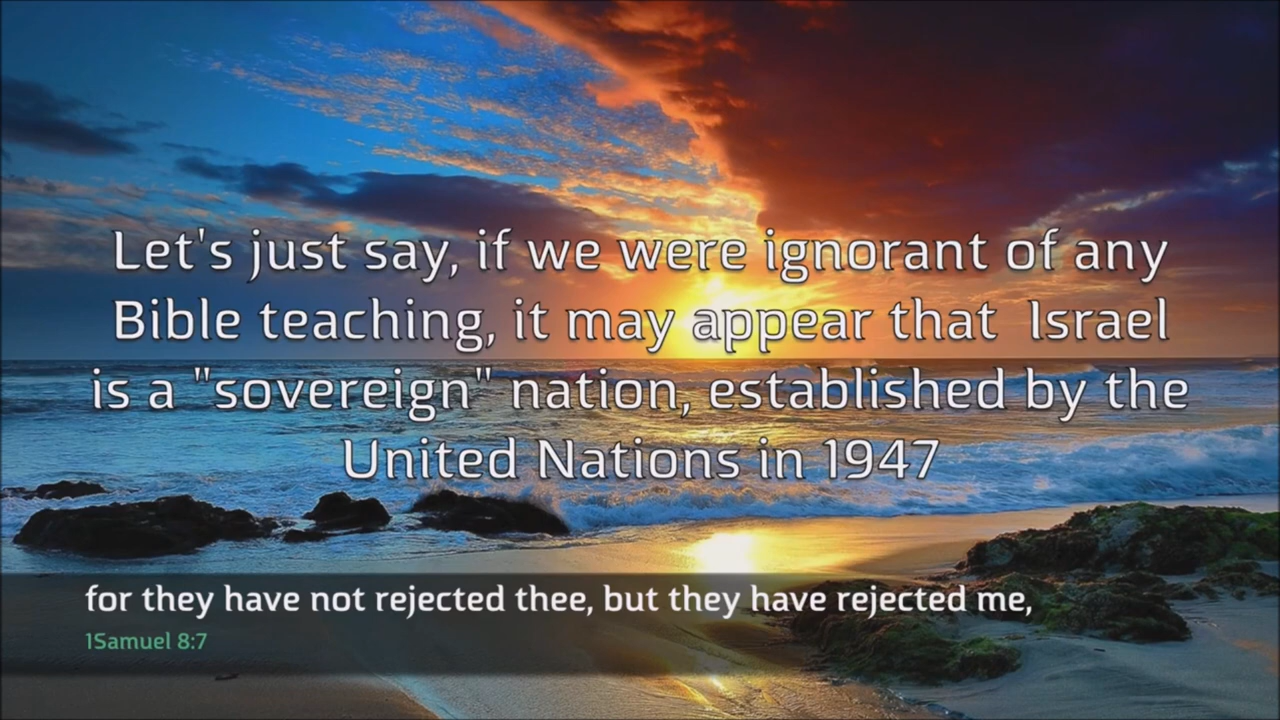 Let's just say, if we were ignorant of any
Bible teaching, it may appear that  Israel
is a "sovereign" nation, established by the
United Nations in 1947
for they have not rejected thee, but they have rejected me,
1Samuel 8:7